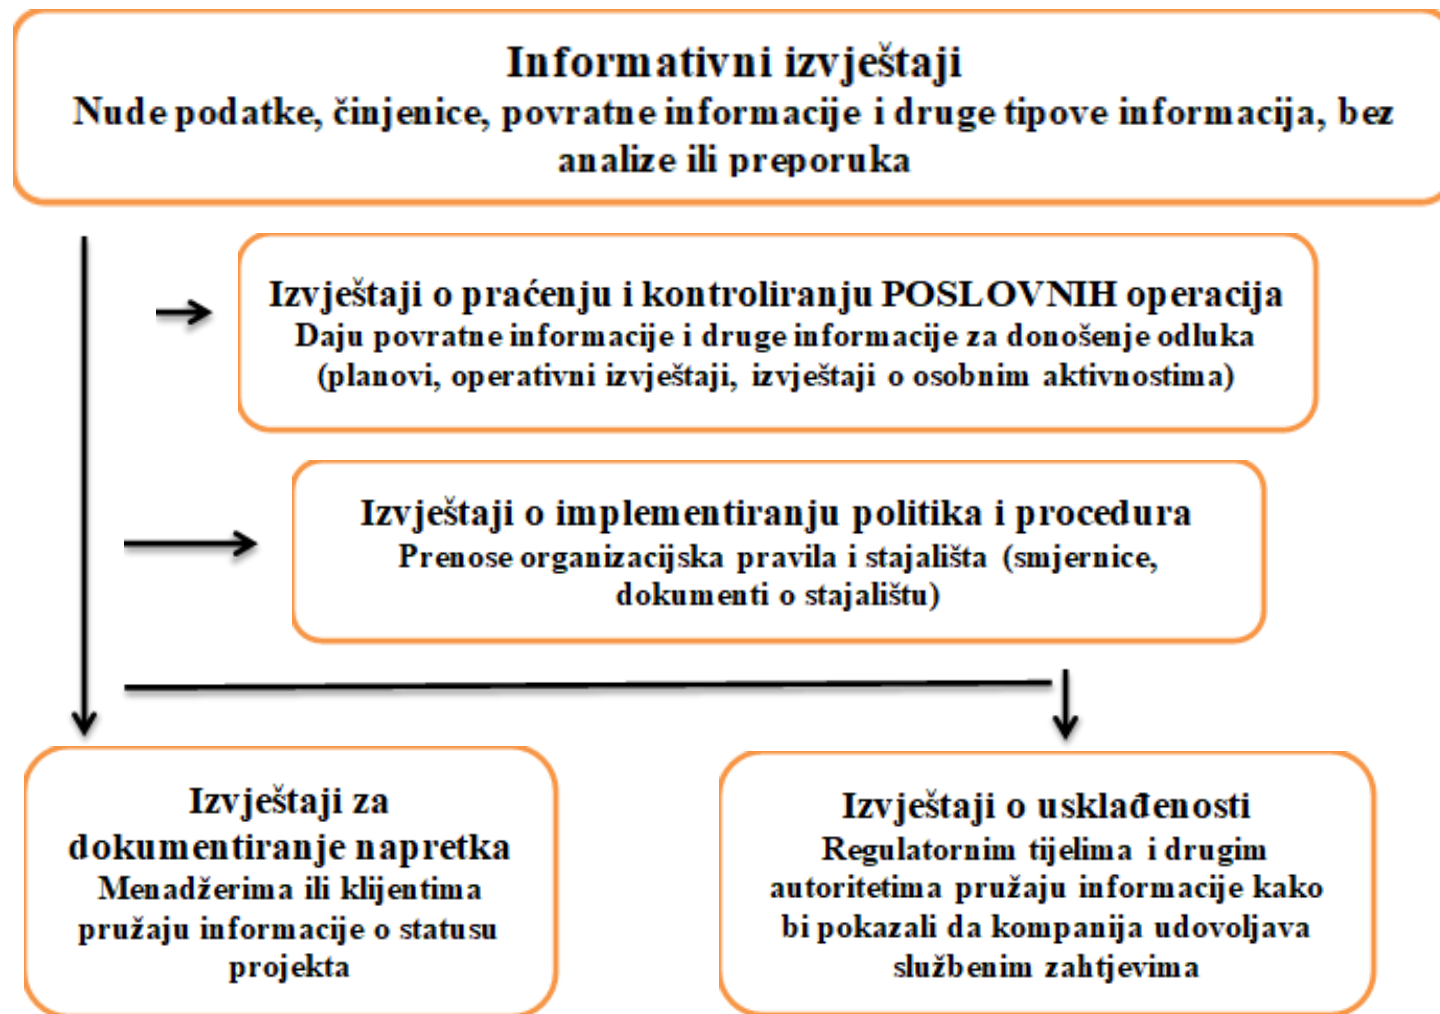 Informativni izvještaji
Nude podatke, činjenice, povratne informacije i druge tipove informacija, bez
analize ili preporuka
Izvještaji o praćenju i kontroliranju POSLOVNIH operacija
Daju povratne informacije i druge informacije za donošenje odluka
(planovi, operativni izvještaji, izvještaji o osobnim aktivnostima)
Izvještaji o implementiranju politika i procedura
Prenose organizacijska pravila i stajališta (smjernice,
dokumenti o stajalištu)
Izvještaji za
dokumentiranje napretka
Menadžerima ili klijentima
pružaju informacije o statusu
projekta
Izvještaji o usklađenosti
Regulatornim tijelima i drugim
autoritetima pružaju informacije kako
bi pokazali da kompanija udovoljava
službenim zahtjevima